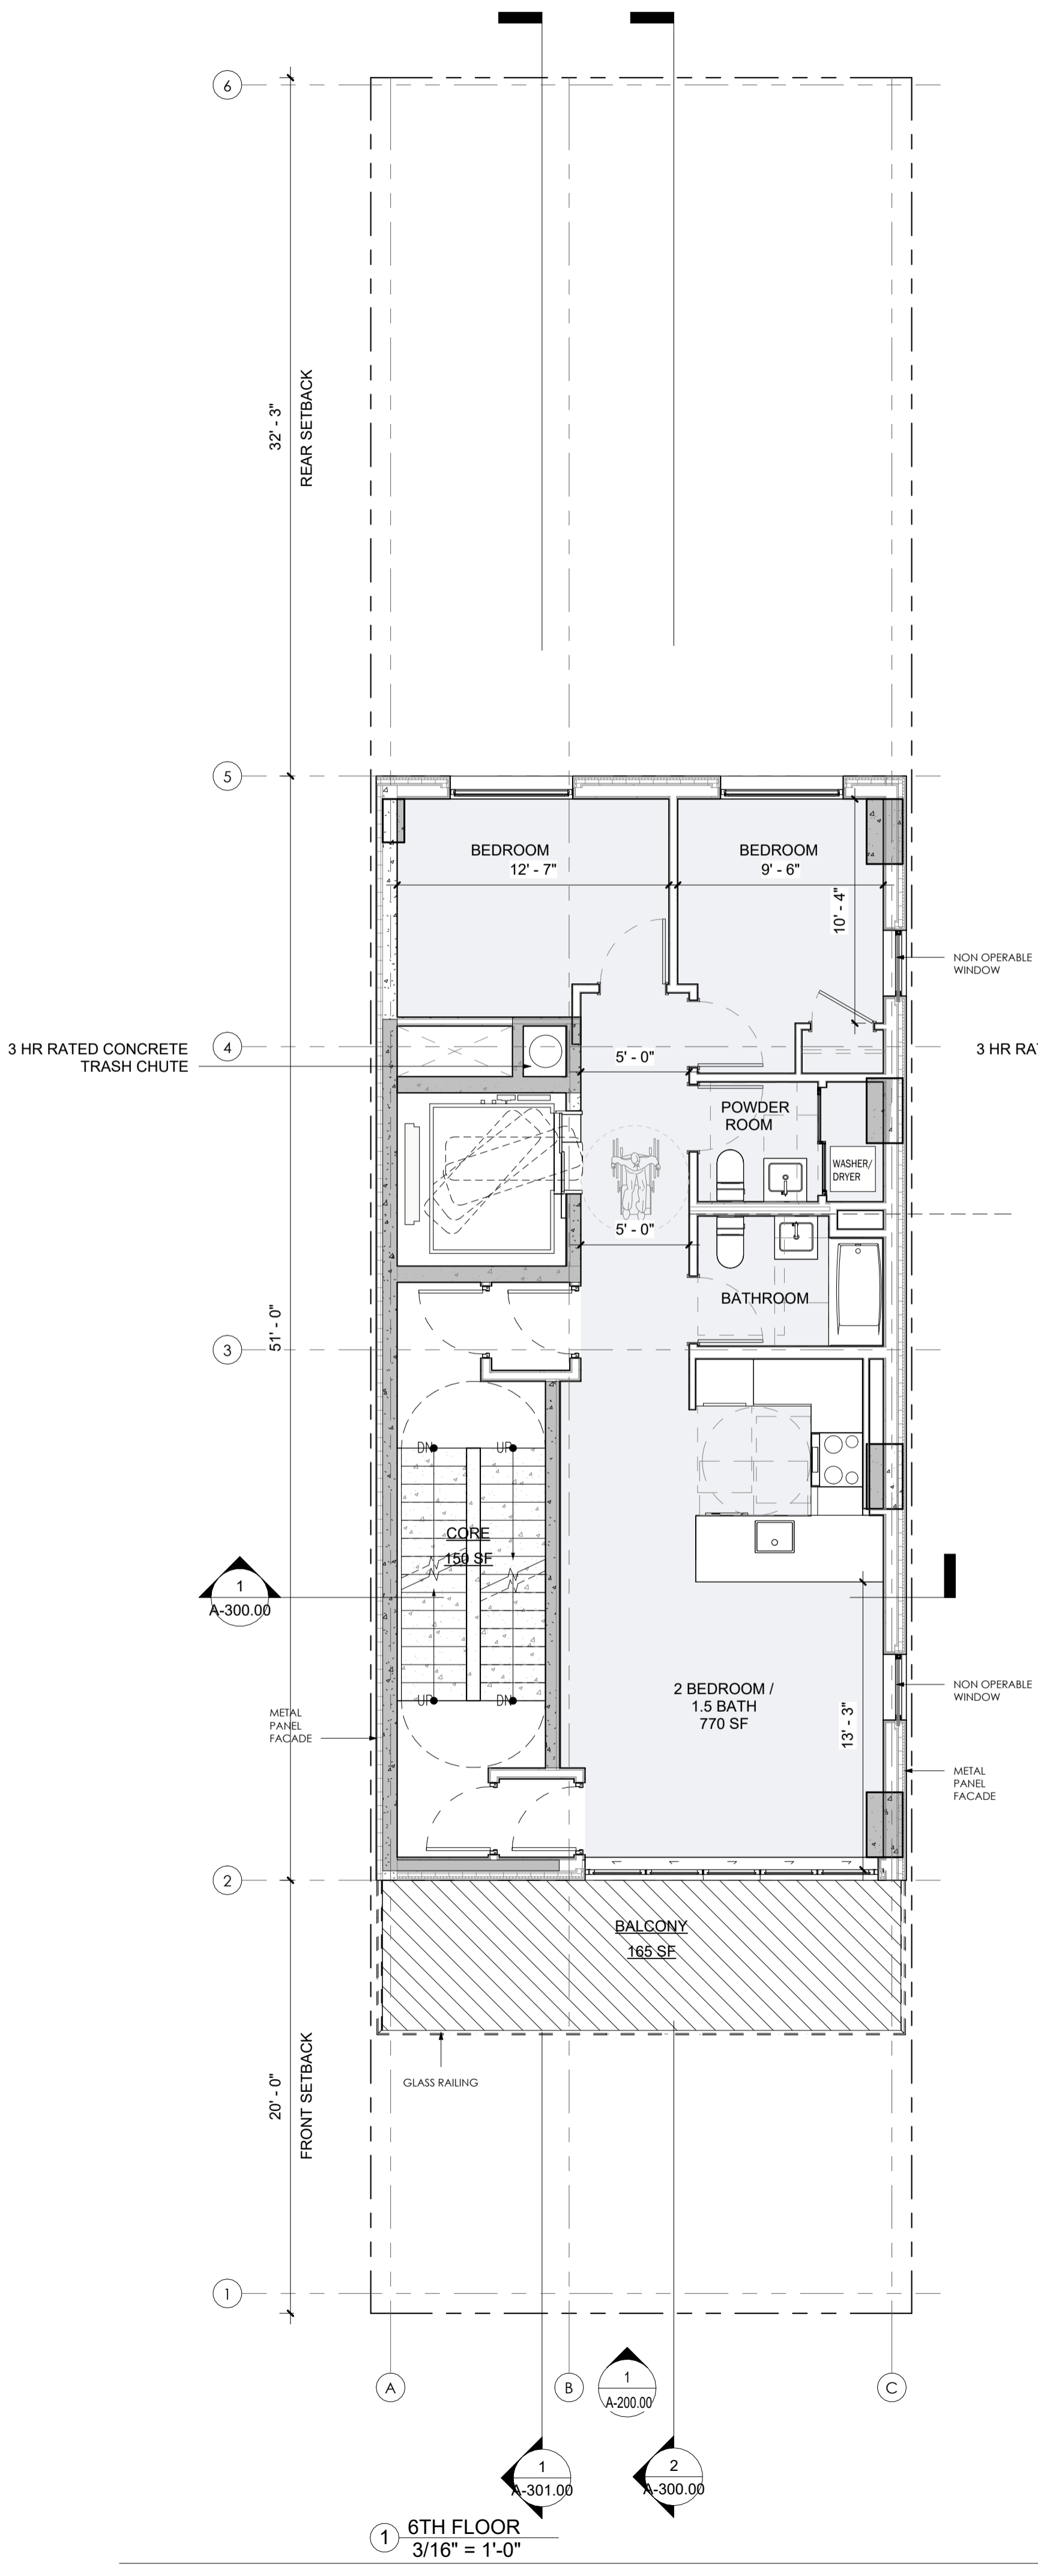 6
32' - 3"
REAR SETBACK
5
BEDROOM
12' - 7"
BEDROOM
9' - 6"
10' - 4"
NON OPERABLE
WINDOW
4
3 HR RATED CONCRETE
TRASH CHUTE
3 HR RA
5' - 0"
POWDER
ROOM
WASHER/
DRYER
5' - 0"
BATHROOM
51' - 0"
3
DN
UP
CORE
150 SF
1
A-300.00
UP
DN
2 BEDROOM /
1.5 BATH
770 SF
13' - 3"
NON OPERABLE
WINDOW
METAL
PANEL
FACADE
METAL
PANEL
FACADE
2
BALCONY
165 SF
GLASS RAILING
20' - 0"
FRONT SETBACK
1
A
B
C
1
A-200.00
1
A-301.00
2
A-300.00
1
6TH FLOOR
3/16" = 1'-0"